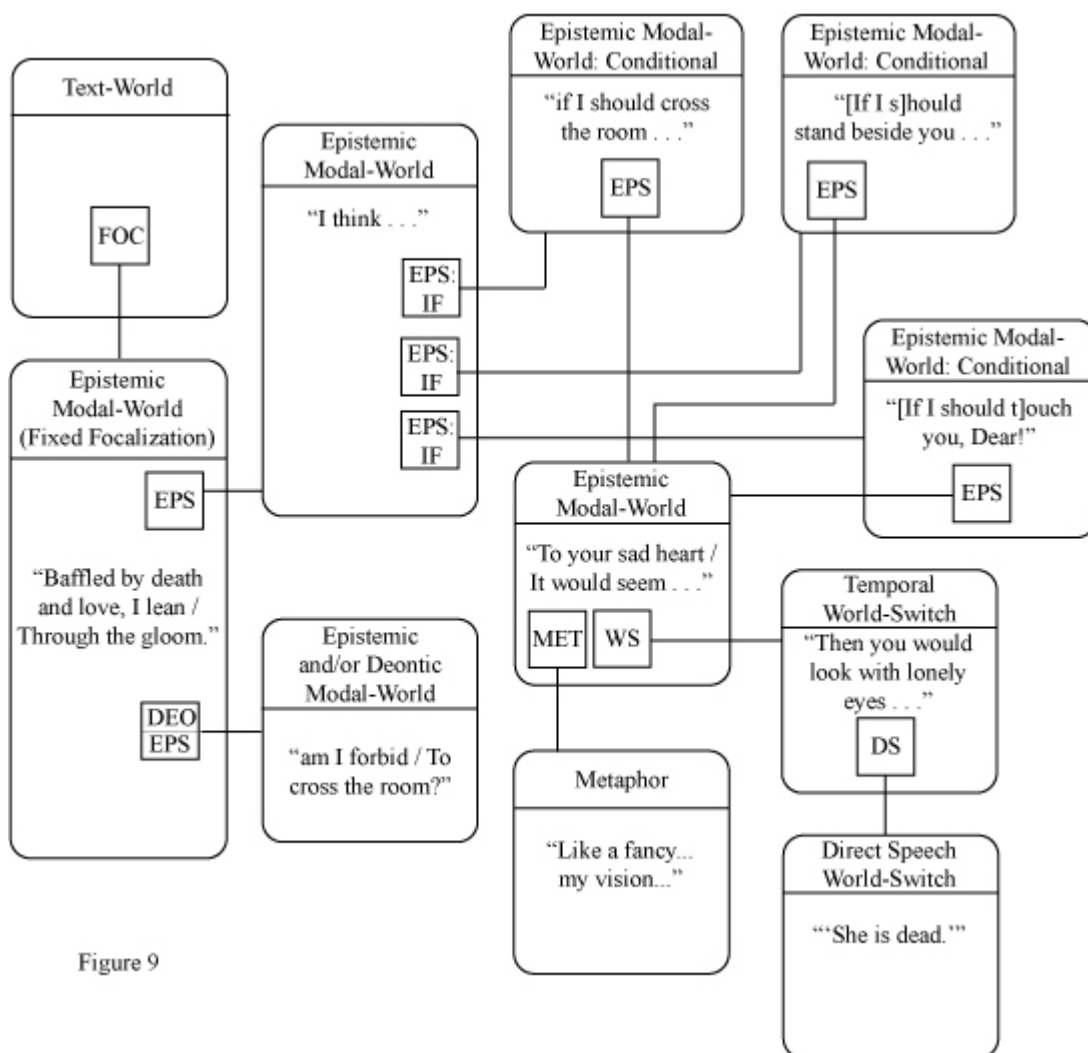 Text-World
FOC
Epistemic
Modal-World
(Fixed Focalization)
EPS
“Baffled by death
and love, I lean /
Through the gloom.”
DEO
EPS
Epistemic
Modal-World
“I think . . .”
EPS:
IF
EPS:
IF
EPS:
IF
Epistemic
and/or Deontic
Modal-World
“am I forbid / To
cross the room?”
Epistemic Modal-
World: Conditional
“if I should cross
the room . . .”
EPS
Epistemic Modal-
World: Conditional
“[If I s]hould
stand beside you . . .”
EPS
Epistemic Modal-
World: Conditional
“[If I should t]ouch
you, Dear!”
EPS
Epistemic
Modal-World
“To your sad heart /
It would seem . . .”
MET
WS
Temporal
World-Switch
“Then you would
look with lonely
eyes . . .”
DS
Metaphor
“Like a fancy...
my vision...”
Direct Speech
World-Switch
“‘She is dead.’”
Figure 9